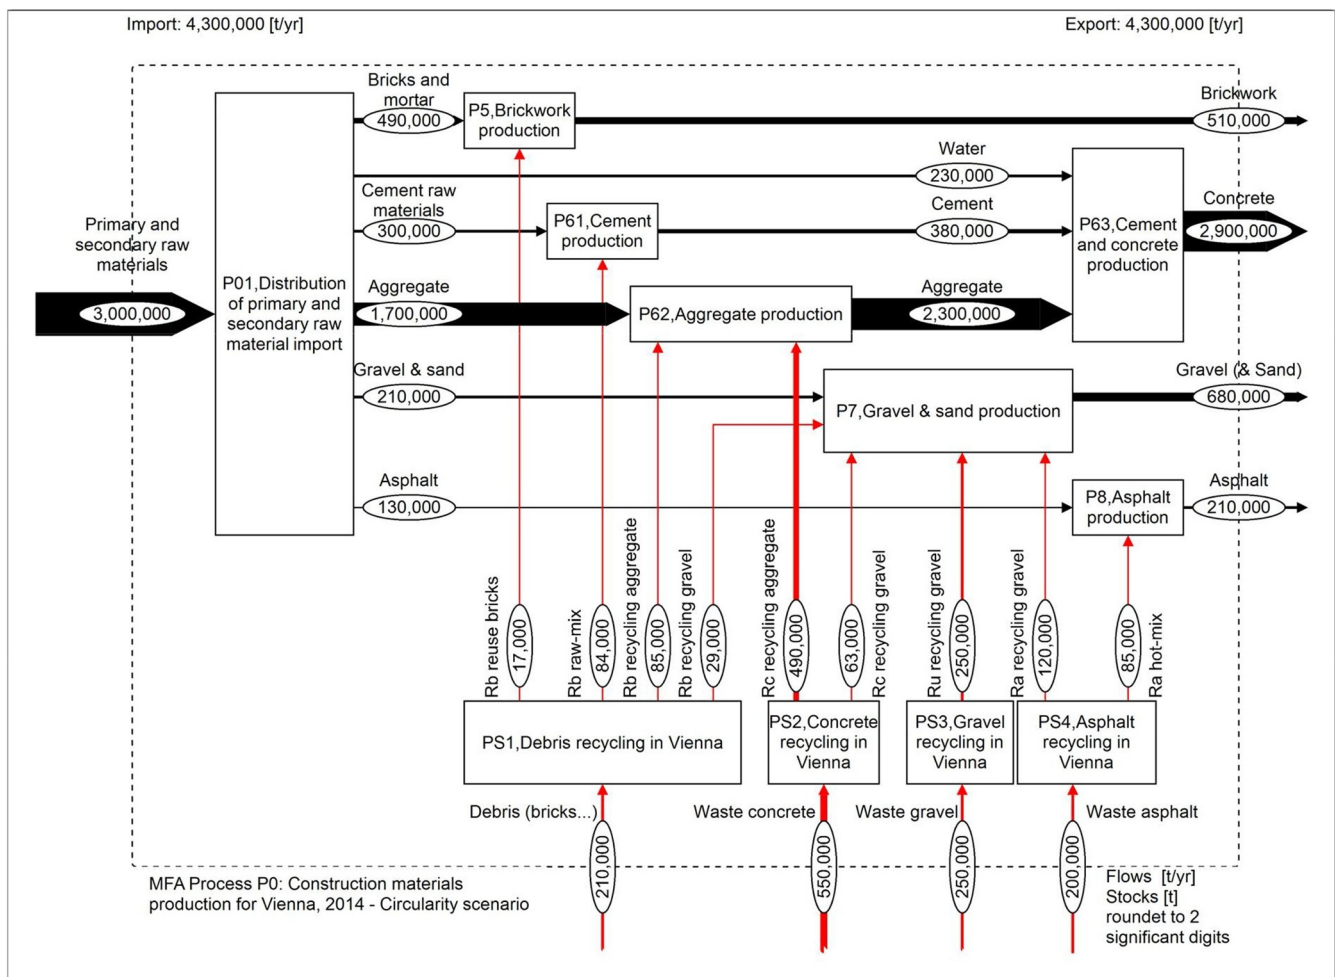 Import: 4,300,000 [t/yr]
Export: 4,300,000 [t/yr]
Bricks and
mortar
490,000
P5,Brickwork
production
Brickwork
510,000
Water
230,000
Cement raw
materials
300,000
P61,Cement
production
Cement
380,000
P63,Cement
and concrete
production
Concrete
2,900,000
Primary and
secondary raw
materials
3,000,000
P01,Distribution
of primary and
secondary raw
material import
Aggregate
1,700,000
P62,Aggregate production
Aggregate
2,300,000
Gravel & sand
210,000
P7,Gravel & sand production
Gravel (& Sand)
680,000
Asphalt
130,000
P8,Asphalt
production
Asphalt
210,000
Rb reuse bricks
17,000
Rb raw-mix
84,000
Rb recycling aggregate
85,000
Rb recycling gravel
29,000
Rc recycling aggregate
490,000
Rc recycling gravel
63,000
Ru recycling gravel
250,000
Ra recycling gravel
120,000
85,000
Ra hot-mix
PS1,Debris recycling in Vienna
PS2,Concrete
recycling in
Vienna
PS3,Gravel
recycling in
Vienna
PS4,Asphalt
recycling in
Vienna
Debris (bricks...)
210,000
Waste concrete
550,000
Waste gravel
250,000
Waste asphalt
200,000
MFA Process P0: Construction materials
production for Vienna, 2014 - Circularity scenario
Flows [t/yr]
Stocks [t]
roundet to 2
significant digits